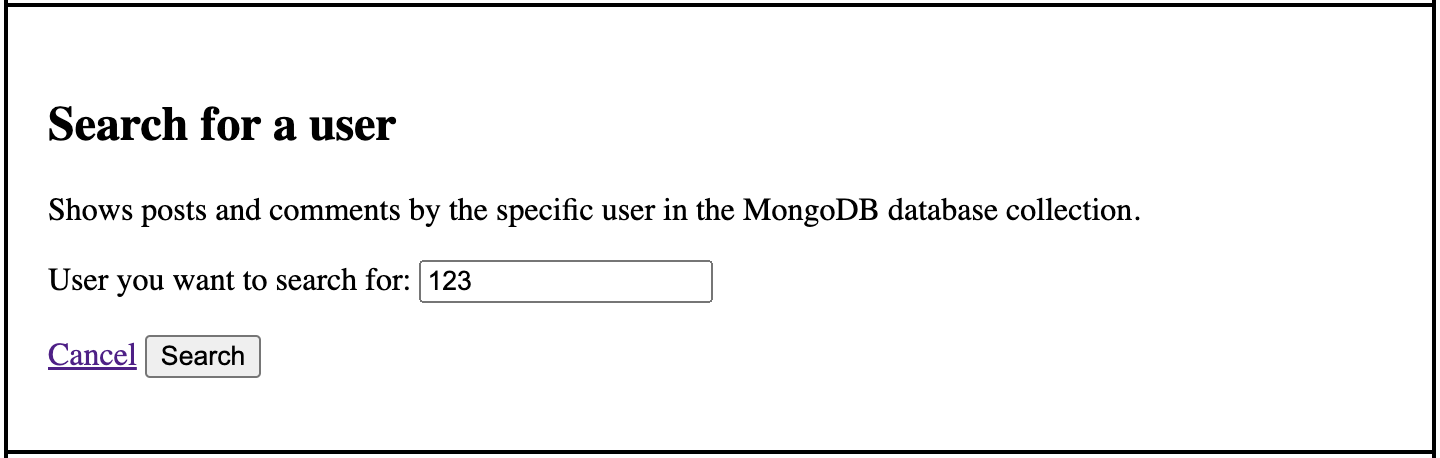 Search for a user
Shows posts and comments by the specific user in the MongoDB database collection.
User you want to search for: 123
Cancel Search